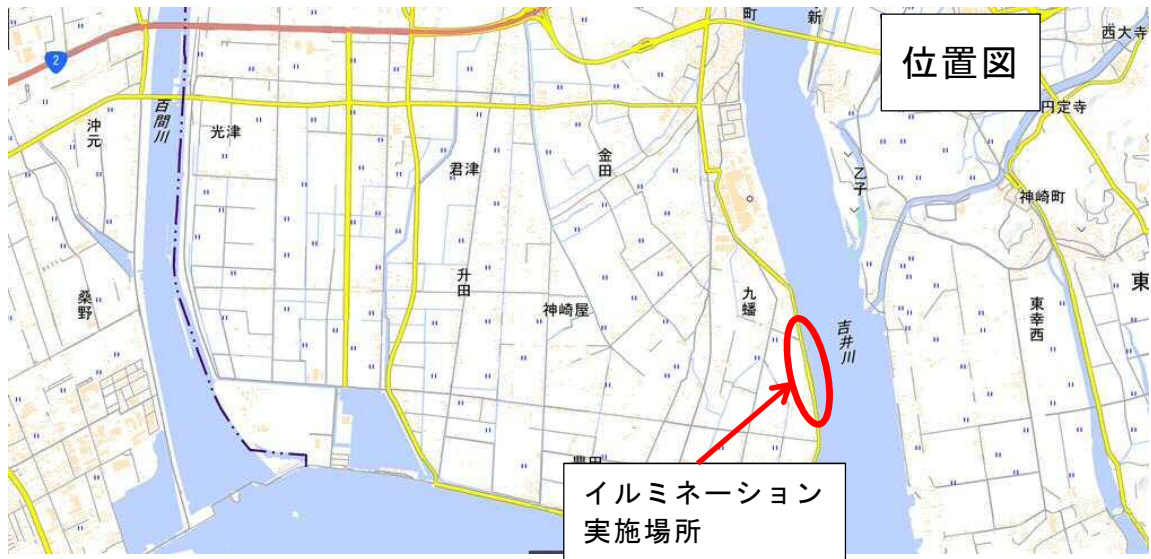 位置図
2
町
新
西大寺
円定寺
百間川
沖元
光津
君津
金田
乙子
神崎町
桑野
升田
神崎屋
九蟠
吉井川
東幸西
東
イルミネーション
実施場所